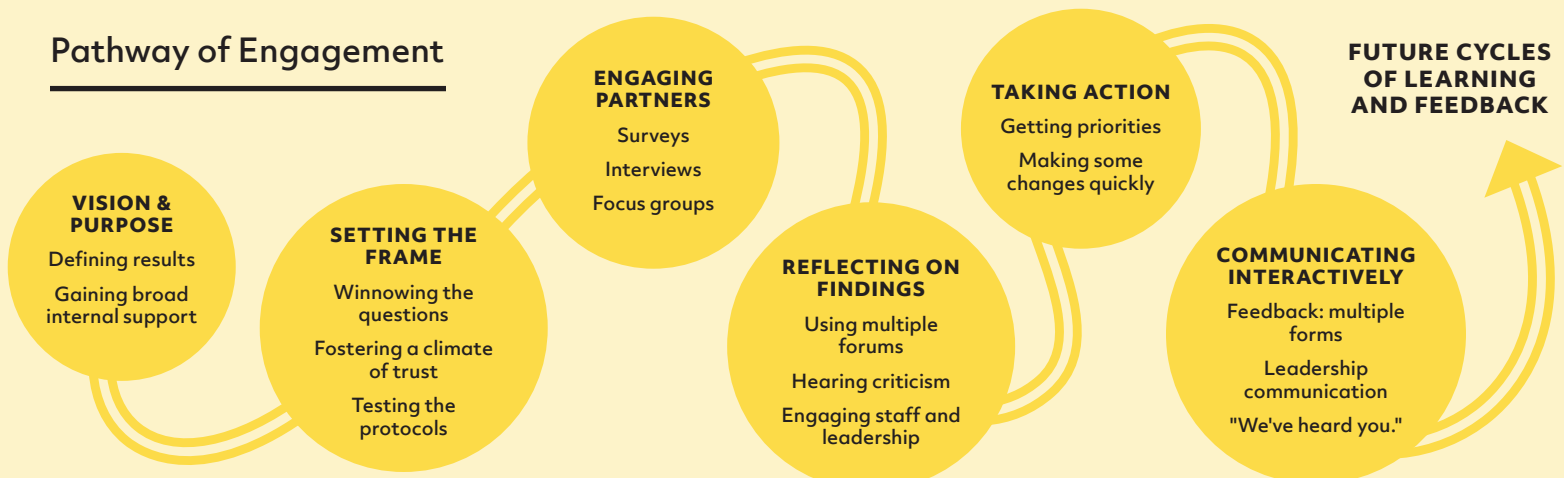 Pathway of Engagement
VISION &
PURPOSE
Defining results
Gaining broad
internal support
SETTING THE
FRAME
Winnowing the
questions
Fostering a climate
of trust
Testing the
protocols
ENGAGING
PARTNERS
Surveys
Interviews
Focus groups
REFLECTING ON
FINDINGS
Using multiple
forums
Hearing criticism
Engaging staff and
leadership
TAKING ACTION
Getting priorities
Making some
changes quickly
COMMUNICATING
INTERACTIVELY
Feedback: multiple
forms
Leadership
communication
"We've heard you."
FUTURE CYCLES
OF LEARNING
AND FEEDBACK